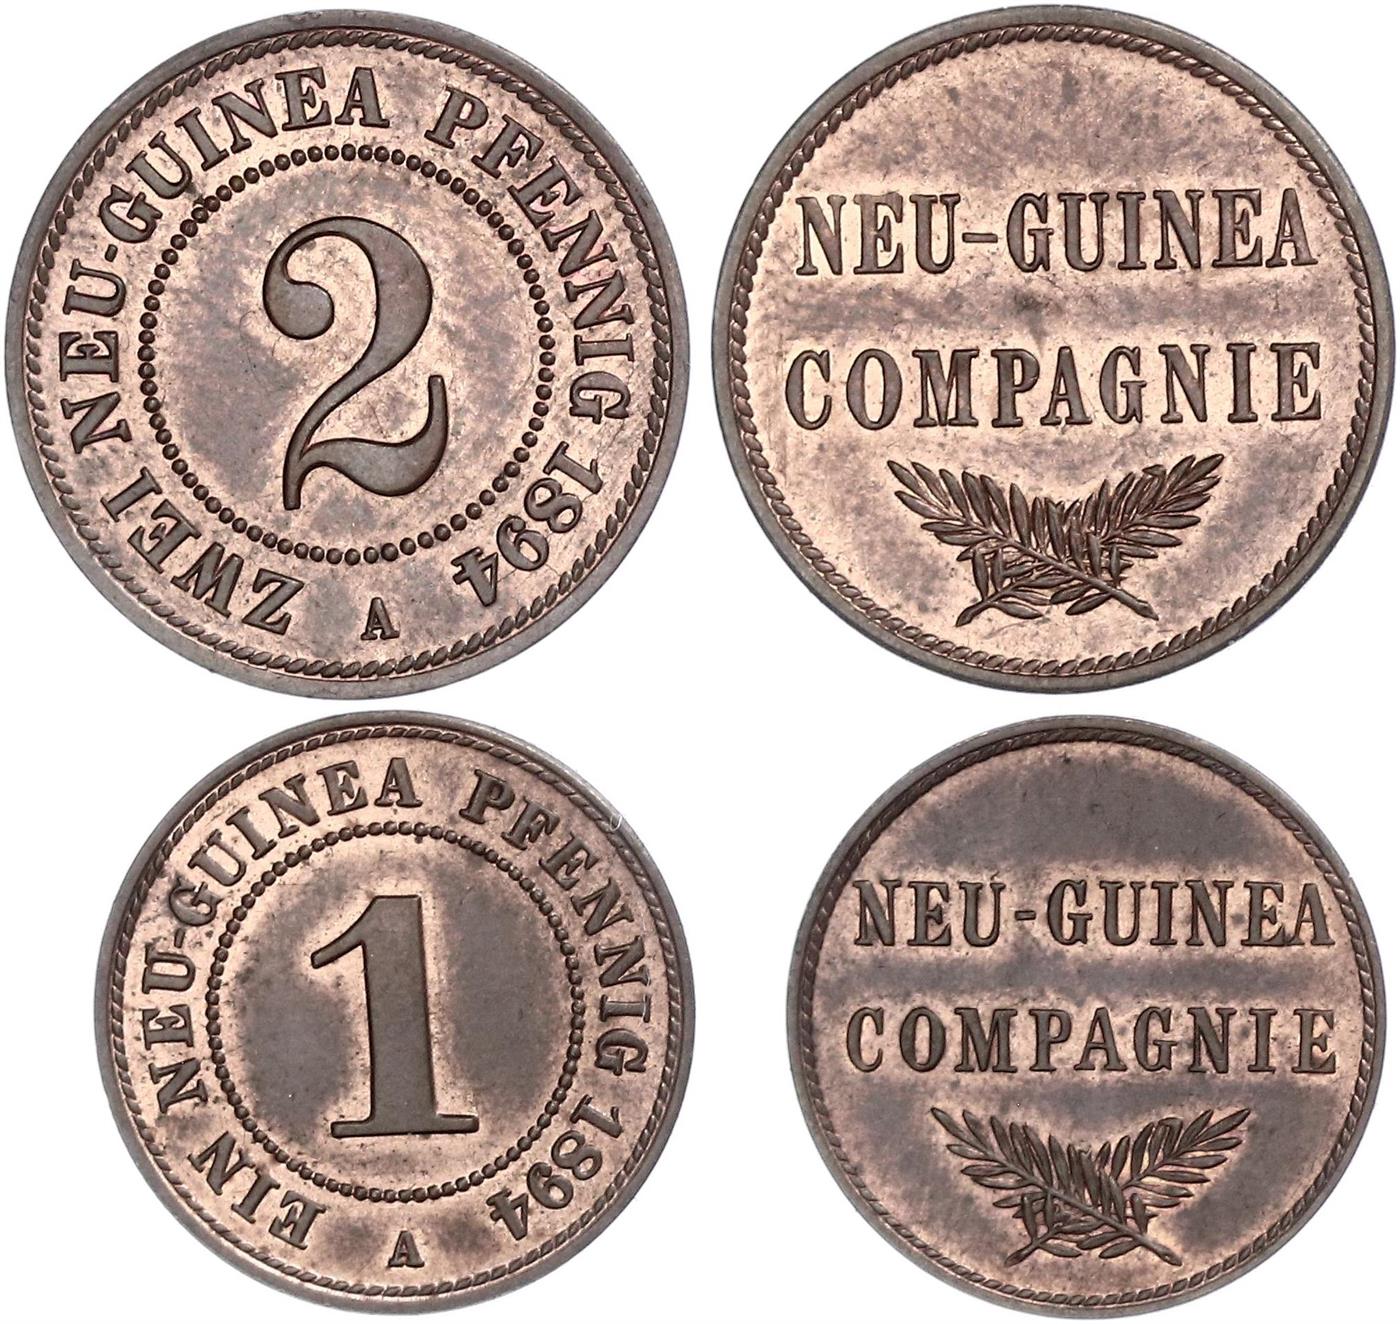 ZWEI NEU-GUINEA PFENNIG 1894
2
A
NEU-GUINEA
COMPAGNIE
EIN NEU-GUINEA PFENNIG 1894
1
A
NEU-GUINEA
COMPAGNIE